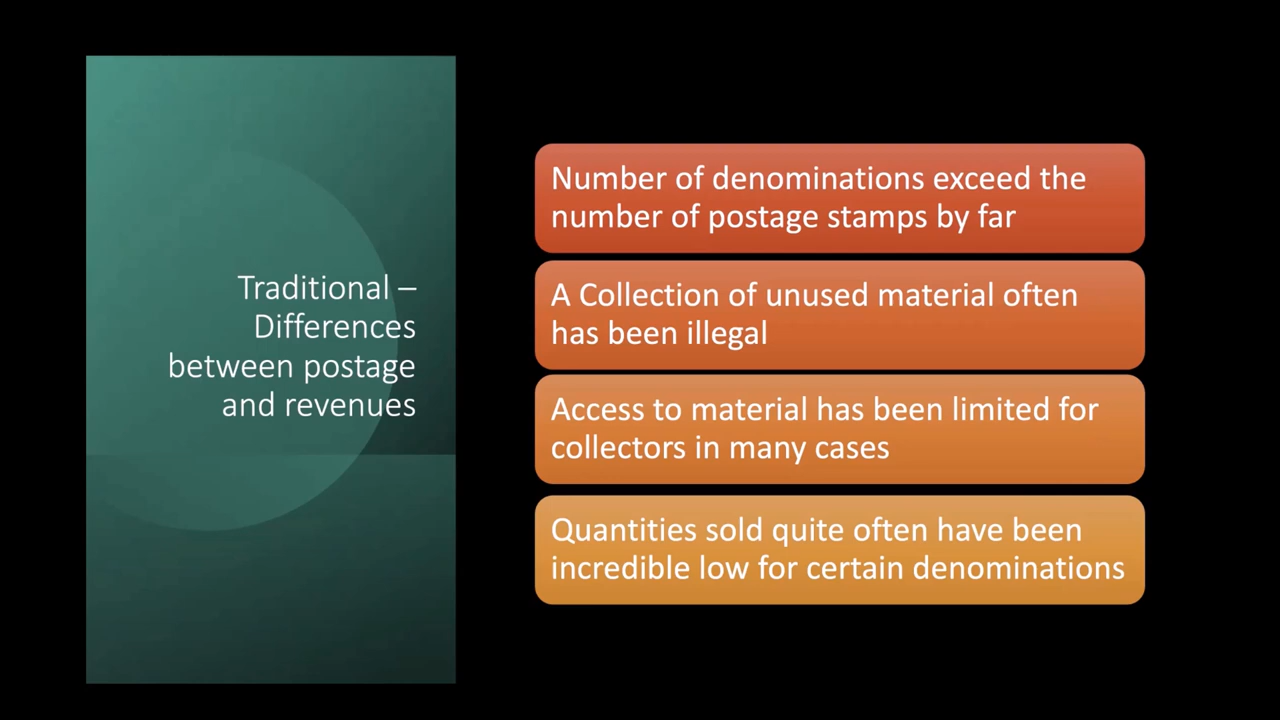 Traditional –
Differences
between postage
and revenues
Number of denominations exceed the
number of postage stamps by far
A Collection of unused material often
has been illegal
Access to material has been limited for
collectors in many cases
Quantities sold quite often have been
incredible low for certain denominations